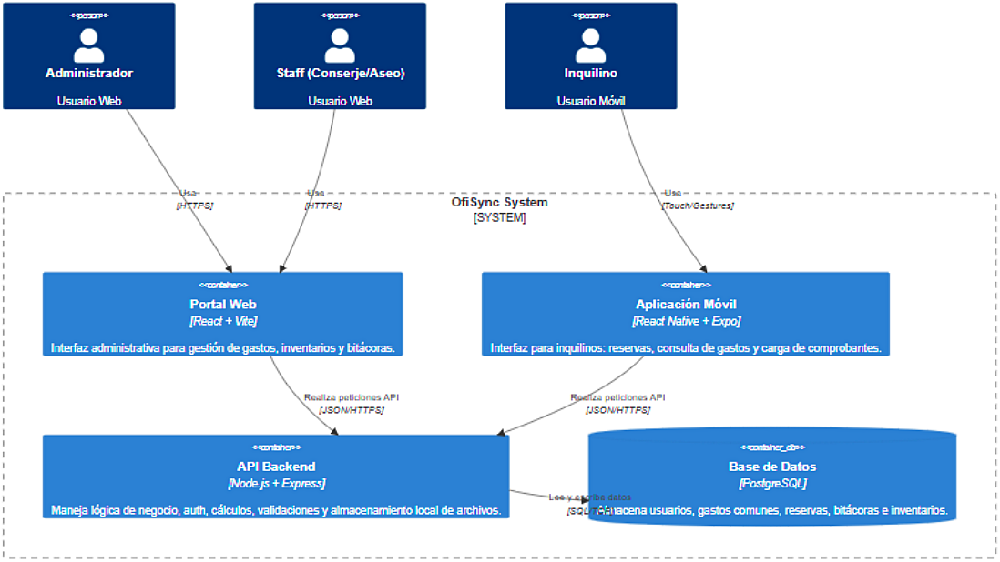 <<person>>
Administrador
Usuario Web
<<person>>
Staff (Conserje/Aseo)
Usuario Web
<<person>>
Inquilino
Usuario Móvil
Usa
[HTTPS]
Usa
[HTTPS]
Usa
[Touch/Gestures]
OfiSync System
[SYSTEM]
<<container>>
Portal Web
[React + Vite]
Interfaz administrativa para gestión de gastos, inventarios y bitácoras.
<<container>>
Aplicación Móvil
[React Native + Expo]
Interfaz para inquilinos: reservas, consulta de gastos y carga de comprobantes.
Realiza peticiones API
[JSON/HTTPS]
Realiza peticiones API
[JSON/HTTPS]
<<container>>
API Backend
[Node.js + Express]
Maneja lógica de negocio, auth, cálculos, validaciones y almacenamiento local de archivos.
Lee y escribe datos
<<container_db>>
Base de Datos
[PostgreSQL]
Almacena usuarios, gastos comunes, reservas, bitácoras e inventarios.